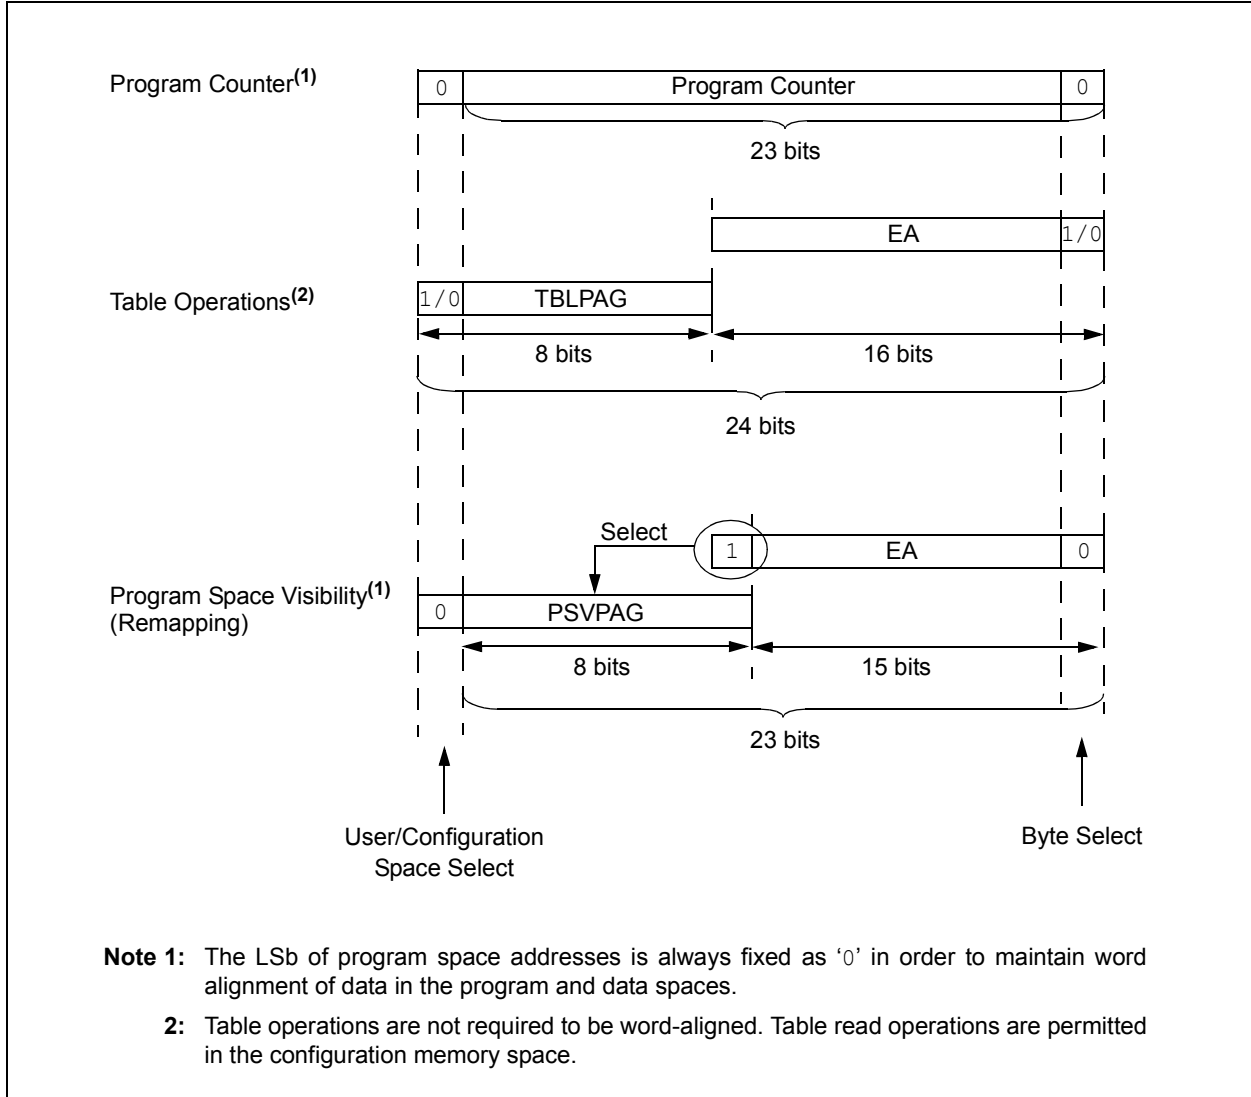 Program Counter(1)
0 Program Counter 0
23 bits
EA 1/0
Table Operations(2)
1/0 TBLPAG
8 bits 16 bits
24 bits
Select
1 EA 0
Program Space Visibility(1)
(Remapping)
0 PSVPAG
8 bits 15 bits
23 bits
User/Configuration
Space Select
Byte Select
Note 1: The LSb of program space addresses is always fixed as ‘0’ in order to maintain word
alignment of data in the program and data spaces.
2: Table operations are not required to be word-aligned. Table read operations are permitted
in the configuration memory space.